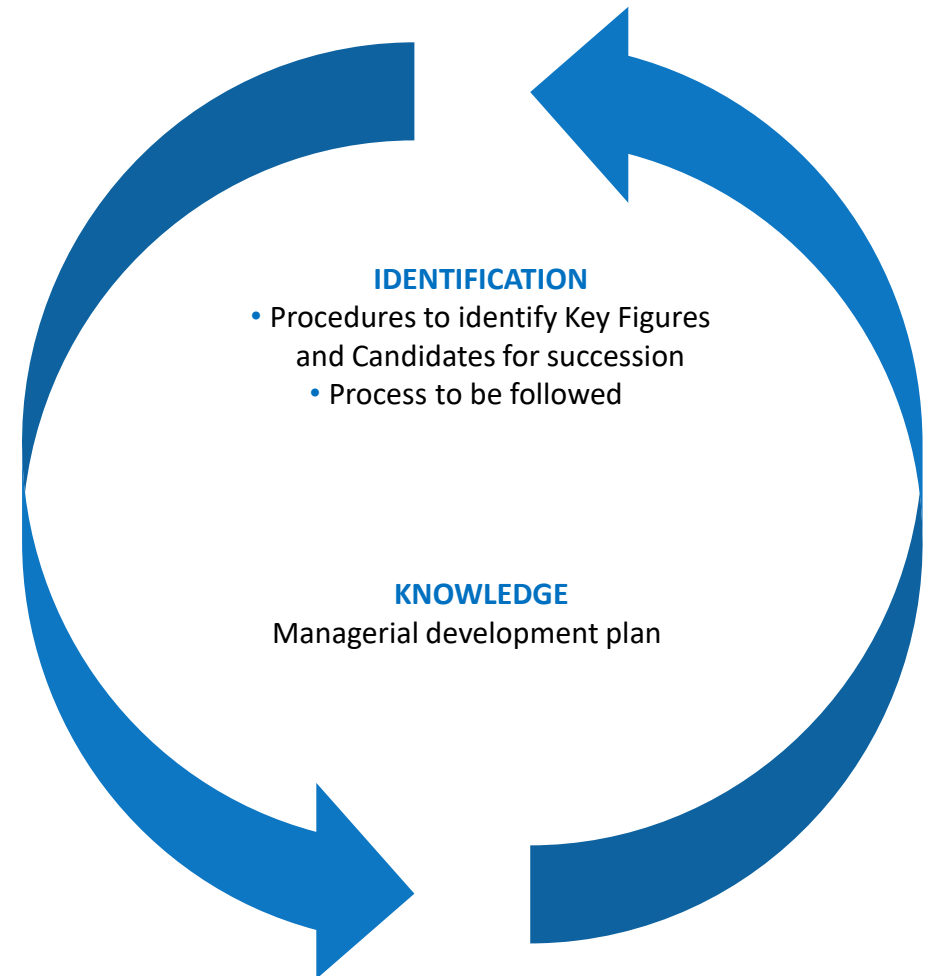 IDENTIFICATION
• Procedures to identify Key Figures
and Candidates for succession
• Process to be followed
KNOWLEDGE
Managerial development plan